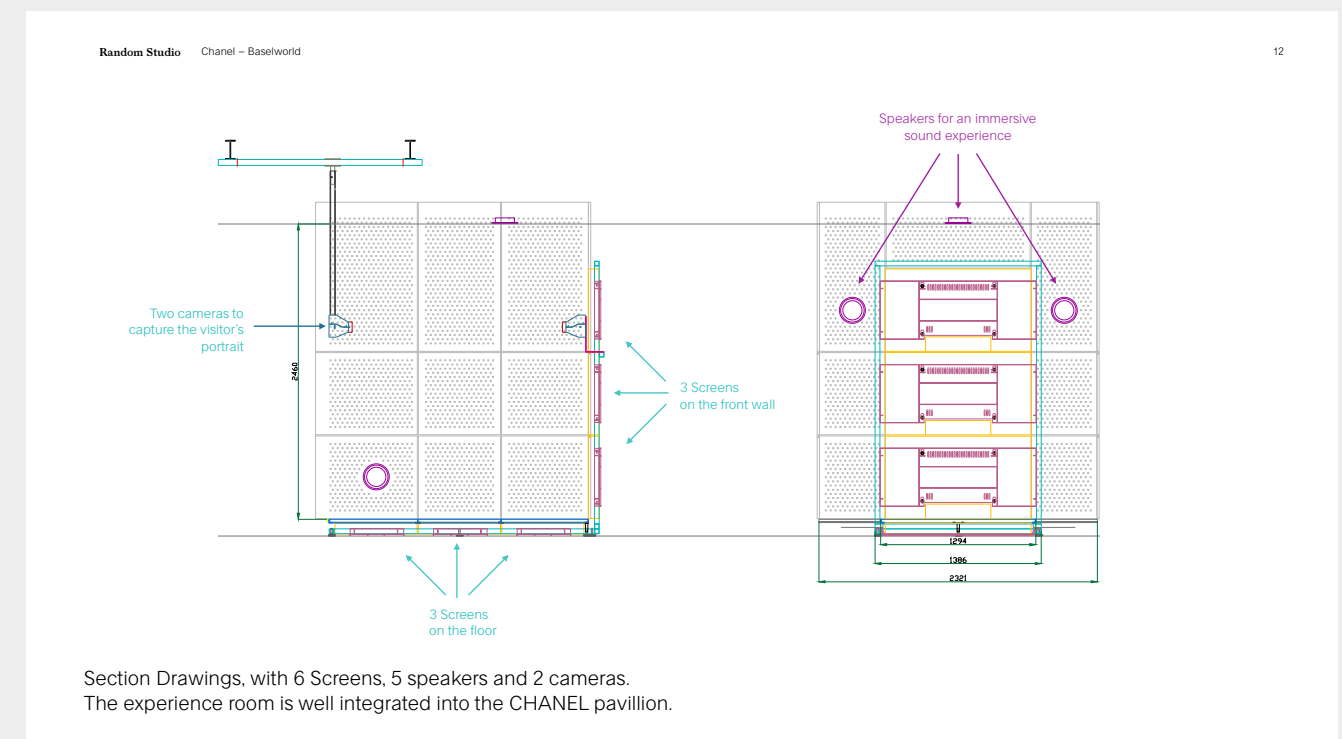 Random Studio Chanel – Baselworld 12
Speakers for an immersive
sound experience
Two cameras to
capture the visitor's
portrait
2460
3 Screens
on the front wall
1294
1386
2321
3 Screens
on the floor
Section Drawings, with 6 Screens, 5 speakers and 2 cameras.
The experience room is well integrated into the CHANEL pavillion.